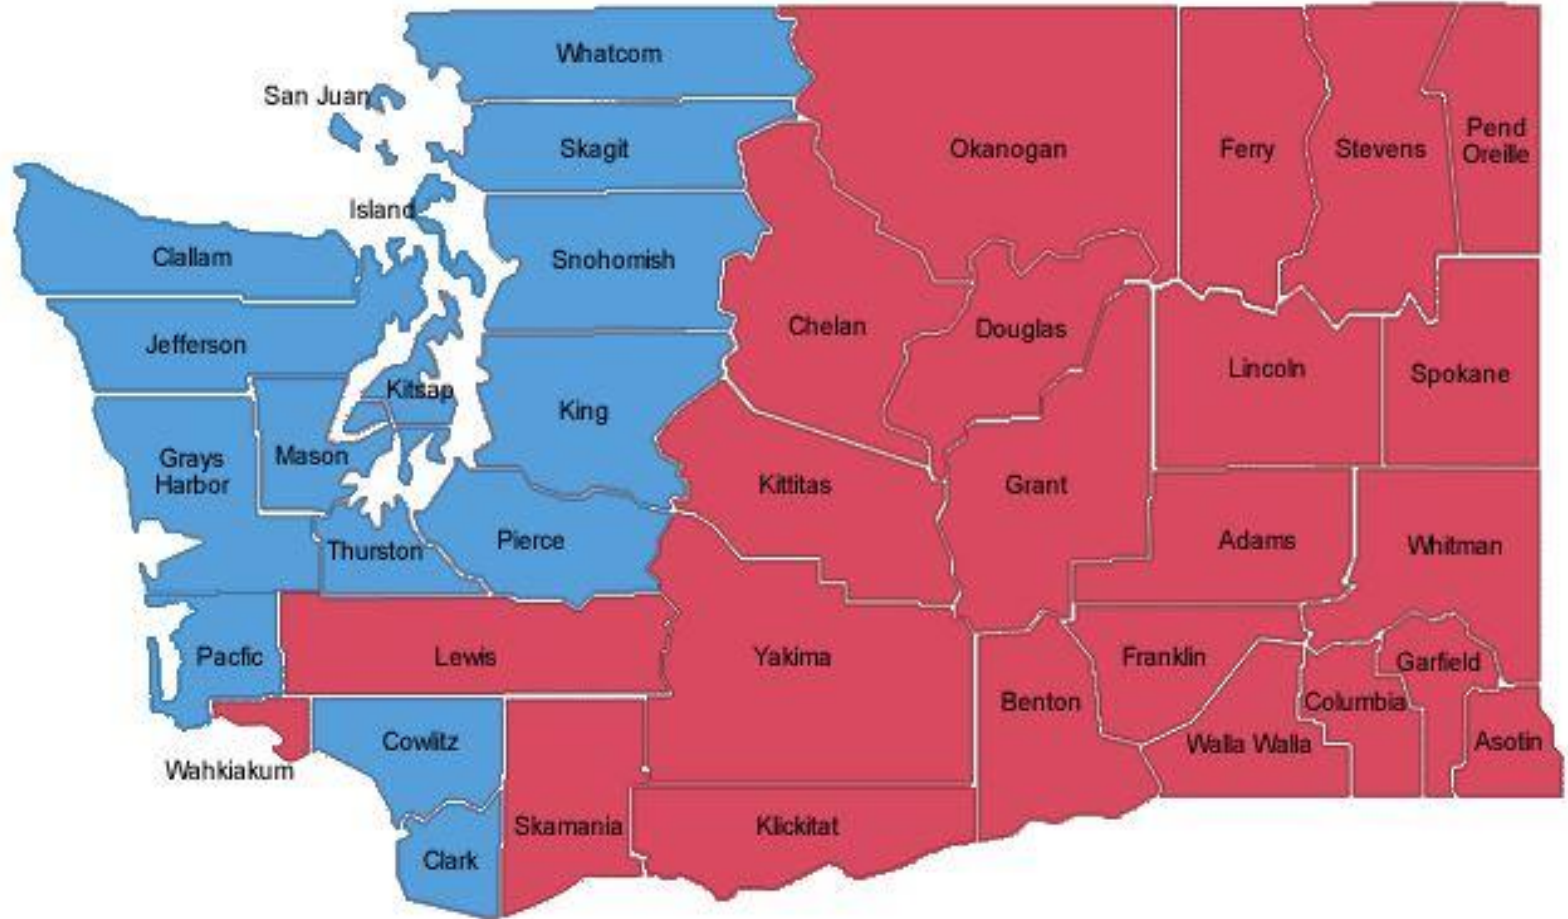 Whatcom
San Juan
Skagit
Okanogan
Ferry
Stevens
Pend
Oreille
Island
Clallam
Snohomish
Jefferson
Chelan
Douglas
Lincoln
Spokane
Kitsap
King
Grays
Harbor
Mason
Kittitas
Grant
Thurston
Pierce
Adams
Whitman
Pacfic
Lewis
Yakima
Franklin
Garfield
Benton
Columbia
Cowlitz
Walla Walla
Asotin
Wahkiakum
Skamania
Klickitat
Clark